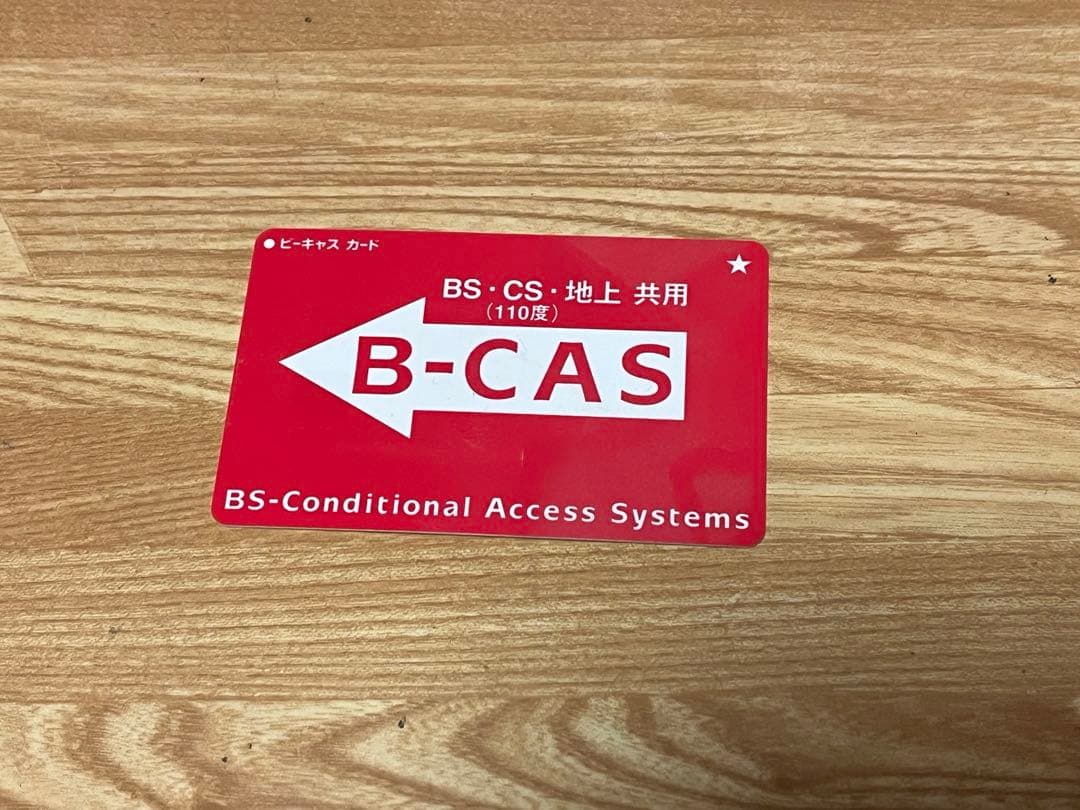 ●ビーキャス カード
★
BS・CS・地上 共用
(110度)
B-CAS
BS-Conditional Access Systems